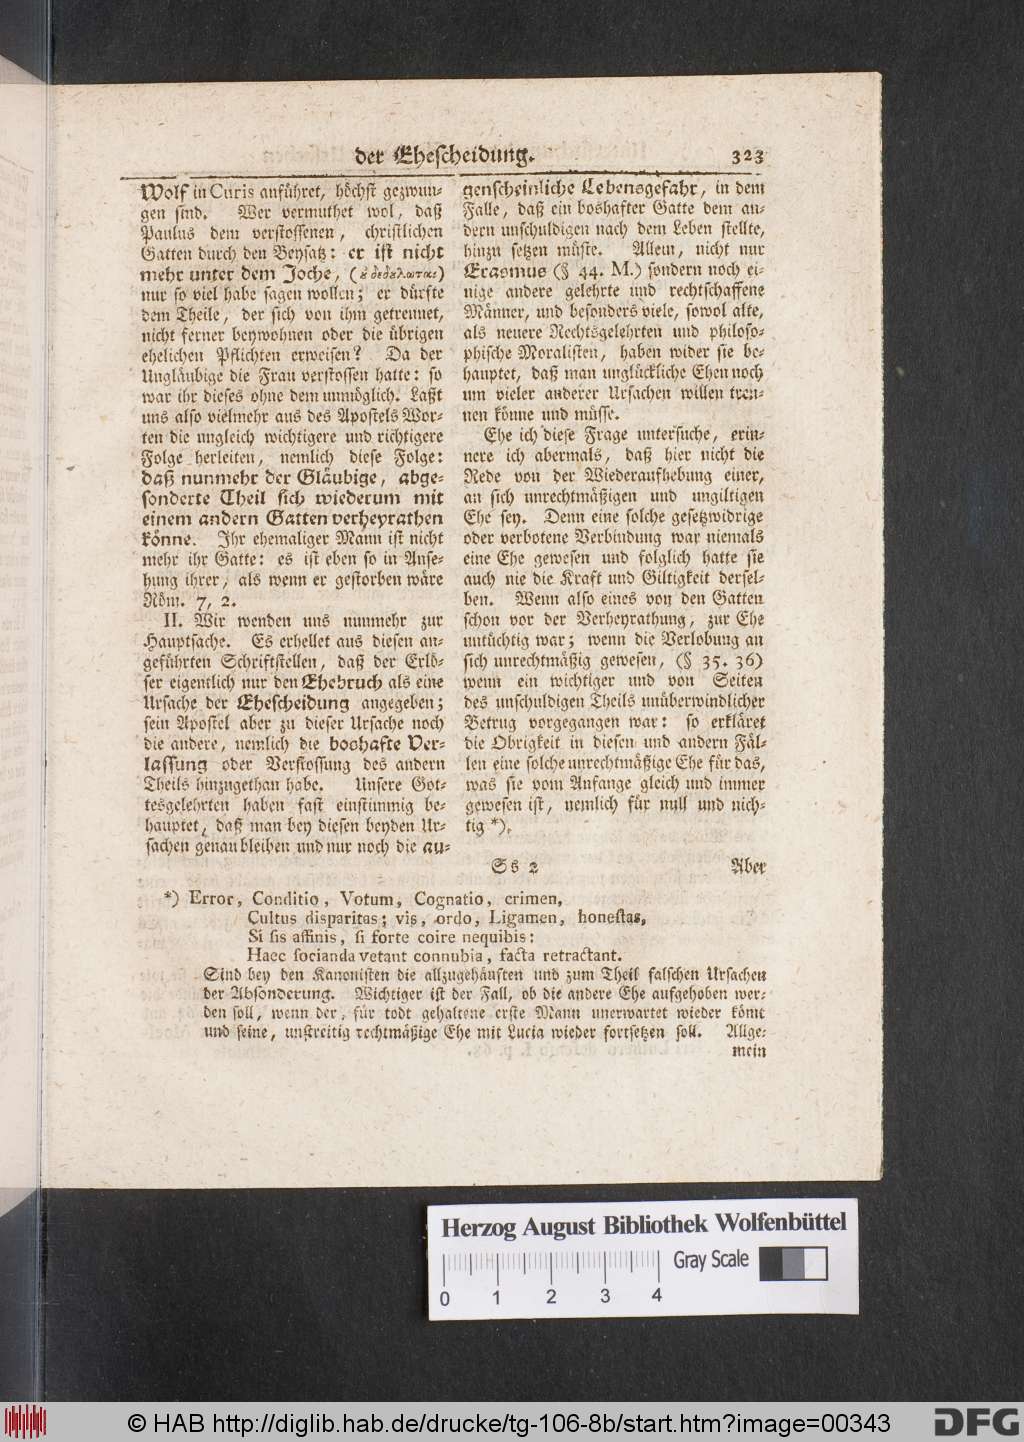 der Ehescheidung. 323
Wolf in Curis anführet, höchst gezwun-
gen sind. Wer vermuthet wol, daß
Paulus dem verstossenen, christlichen
Gatten durch den Beysatz: er ist nicht
mehr unter dem Joche, (ου δεδουλωται)
nur so viel habe sagen wollen; er dürfte
dem Theile, der sich von ihm getrennet,
nicht ferner beywohnen oder die übrigen
ehelichen Pflichten erweisen? Da der
Ungläubige die Frau verstossen hatte: so
war ihr dieses ohne dem unmöglich. Laßt
uns also vielmehr aus des Apostels Wor-
ten die ungleich wichtigere und richtigere
Folge herleiten, nemlich diese Folge:
daß nunmehr der Gläubige, abge-
sonderte Theil sich wiederum mit
einem andern Gatten verheyrathen
könne. Ihr ehemaliger Mann ist nicht
mehr ihr Gatte: es ist eben so in Anse-
hung ihrer, als wenn er gestorben wäre
Röm. 7, 2.
II. Wir wenden uns nunmehr zur
Hauptsache. Es erhellet aus diesen an-
geführten Schriftstellen, daß der Erlö-
ser eigentlich nur den Ehebruch als eine
Ursache der Ehescheidung angegeben;
sein Apostel aber zu dieser Ursache noch
die andere, nemlich die boshafte Ver-
lassung oder Verstossung des andern
Theils hinzugethan habe. Unsere Got-
tesgelehrten haben fast einstimmig be-
hauptet, daß man bey diesen beyden Ur-
sachen genau bleiben und nur noch die au-
genscheinliche Lebensgefahr, in dem
Falle, daß ein boshafter Gatte dem an-
dern unschuldigen nach dem Leben stellte,
hinzu setzen müste. Allein, nicht nur
Erasmus (§ 44. M.) sondern noch ei-
nige andere gelehrte und rechtschaffene
Männer, und besonders viele, sowol alte,
als neuere Rechtsgelehrten und philoso-
phische Moralisten, haben wider sie be-
hauptet, daß man unglückliche Ehen noch
um vieler anderer Ursachen willen tren-
nen könne und müsse.
Ehe ich diese Frage untersuche, erin-
nere ich abermals, daß hier nicht die
Rede von der Wiederaufhebung einer,
an sich unrechtmäßigen und ungiltigen
Ehe sey. Denn eine solche gesetzwidrige
oder verbotene Verbindung war niemals
eine Ehe gewesen und folglich hatte sie
auch nie die Kraft und Giltigkeit dersel-
ben. Wenn also eines von den Gatten
schon vor der Verheyrathung, zur Ehe
untüchtig war; wenn die Verlobung an
sich unrechtmäßig gewesen, (§ 35. 36)
wenn ein wichtiger und von Seiten
des unschuldigen Theils unüberwindlicher
Betrug vorgegangen war: so erkläret
die Obrigkeit in diesen und andern Fäl-
len eine solche unrechtmäßige Ehe für das,
was sie vom Anfange gleich und immer
gewesen ist, nemlich für null und nich-
tig *).
Ss 2 Aber
*) Error, Conditio, Votum, Cognatio, crimen,
Cultus disparitas; vis, ordo, Ligamen, honestas,
Si sis affinis, si forte coire nequibis:
Haec socianda vetant connubia, facta retractant.
Sind bey den Kanonisten die allzugehäuften und zum Theil falschen Ursachen
der Absonderung. Wichtiger ist der Fall, ob die andere Ehe aufgehoben wer-
den soll, wenn der, für todt gehaltene erste Mann unerwartet wieder kömt
und seine, unstreitig rechtmäßige Ehe mit Lucia wieder fortsetzen soll. Allge-
mein
Herzog August Bibliothek Wolfenbüttel
Gray Scale
0 1 2 3 4
© HAB http://diglib.hab.de/drucke/tg-106-8b/start.htm?image=00343
DFG